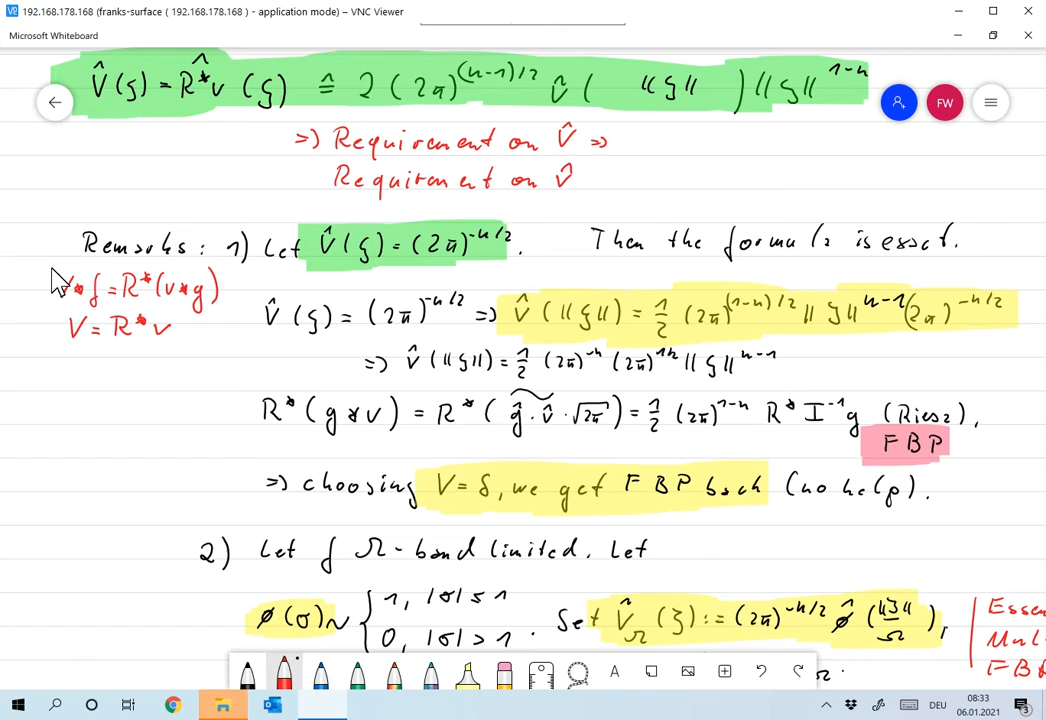 192.168.178.168 (franks-surface ( 192.168.178.168 ) - application mode) – VNC Viewer
Microsoft Whiteboard
V̂(ξ) = R̂*v (ξ) ≙ 2 (2π)^(n-1)/2 v̂( ||ξ|| ) ||ξ||^1-n
FW
=> Requirement on V̂ =>
Requirement on v̂
Remarks: 1) Let V̂(ξ) = (2π)^-n/2. Then the formula is exact.
V*f = R*(v*g)
V = R*v
V̂(ξ) = (2π)^-n/2 => v̂(||ξ||) = 1/2 (2π)^(1-n)/2 ||ξ||^n-1 (2π)^-n/2
=> v̂(||ξ||) = 1/2 (2π)^-n (2π)^1/2 ||ξ||^n-1
R*(g*v) = R*(ĝ·v̂·√2π) = 1/2 (2π)^1-n R* I^-1 g (Riesz),
FBP
=> choosing V=δ, we get FBP back (no help).
2) Let f Ω-band limited. Let
φ̂(σ) ~ { 1, |σ| ≤ 1
0, |σ| > 1 . Set V̂_Ω(ξ) := (2π)^-n/2 φ̂(||ξ||/Ω),
FB
A
DEU
08:33
06.01.2021
3